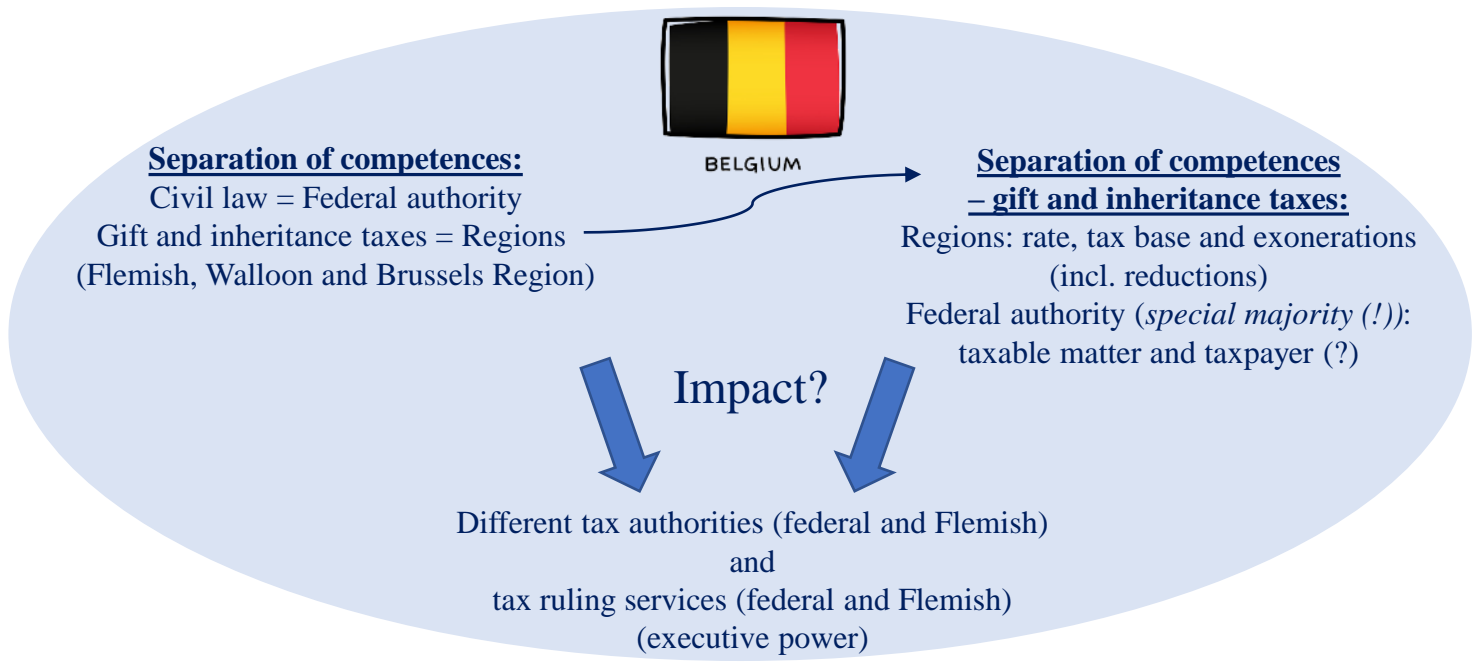 BELGIUM
Separation of competences:
Civil law = Federal authority
Gift and inheritance taxes = Regions
(Flemish, Walloon and Brussels Region)
Separation of competences
– gift and inheritance taxes:
Regions: rate, tax base and exonerations
(incl. reductions)
Federal authority (special majority (!)):
taxable matter and taxpayer (?)
Impact?
Different tax authorities (federal and Flemish)
and
tax ruling services (federal and Flemish)
(executive power)